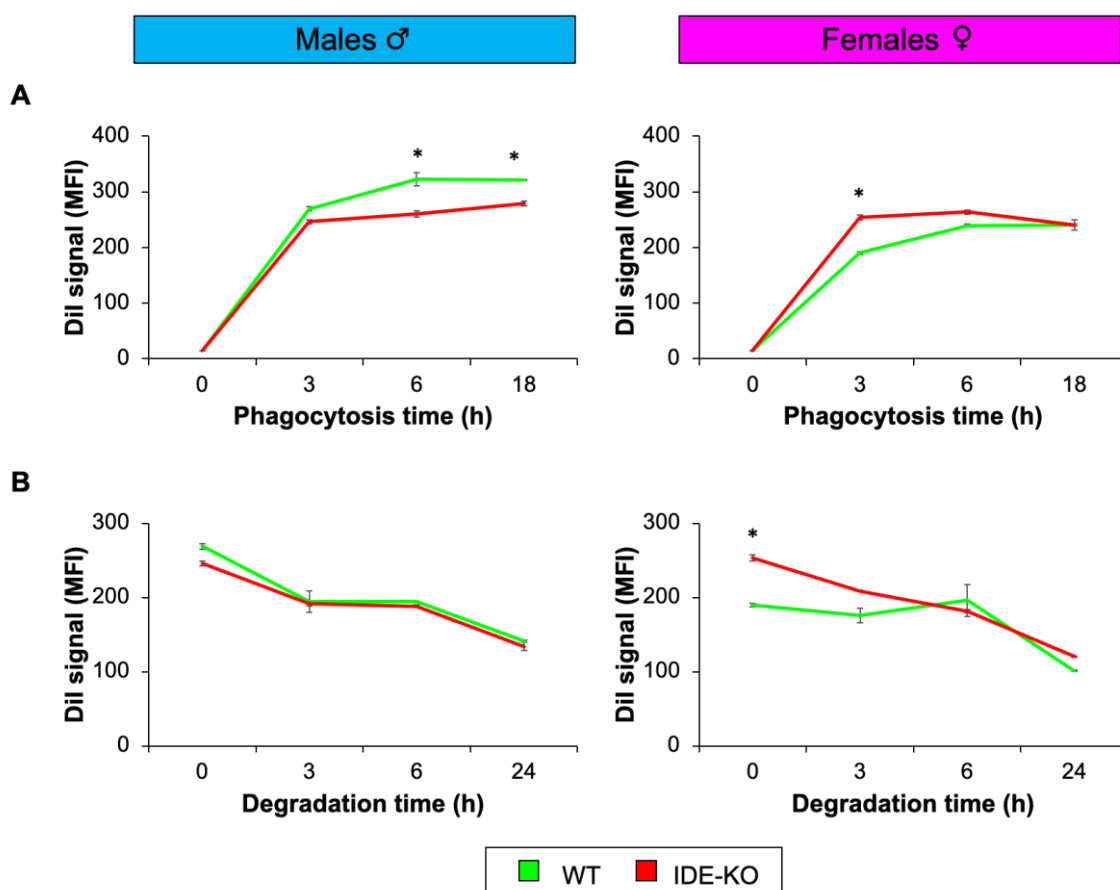 Males ♂
Females ♀
A
400
300
200
100
0
DiI signal (MFI)
* *
0 3 6 18
Phagocytosis time (h)
400
300
200
100
0
DiI signal (MFI)
*
0 3 6 18
Phagocytosis time (h)
B
300
200
100
0
DiI signal (MFI)
0 3 6 24
Degradation time (h)
300
200
100
0
DiI signal (MFI)
*
0 3 6 24
Degradation time (h)
WT IDE-KO